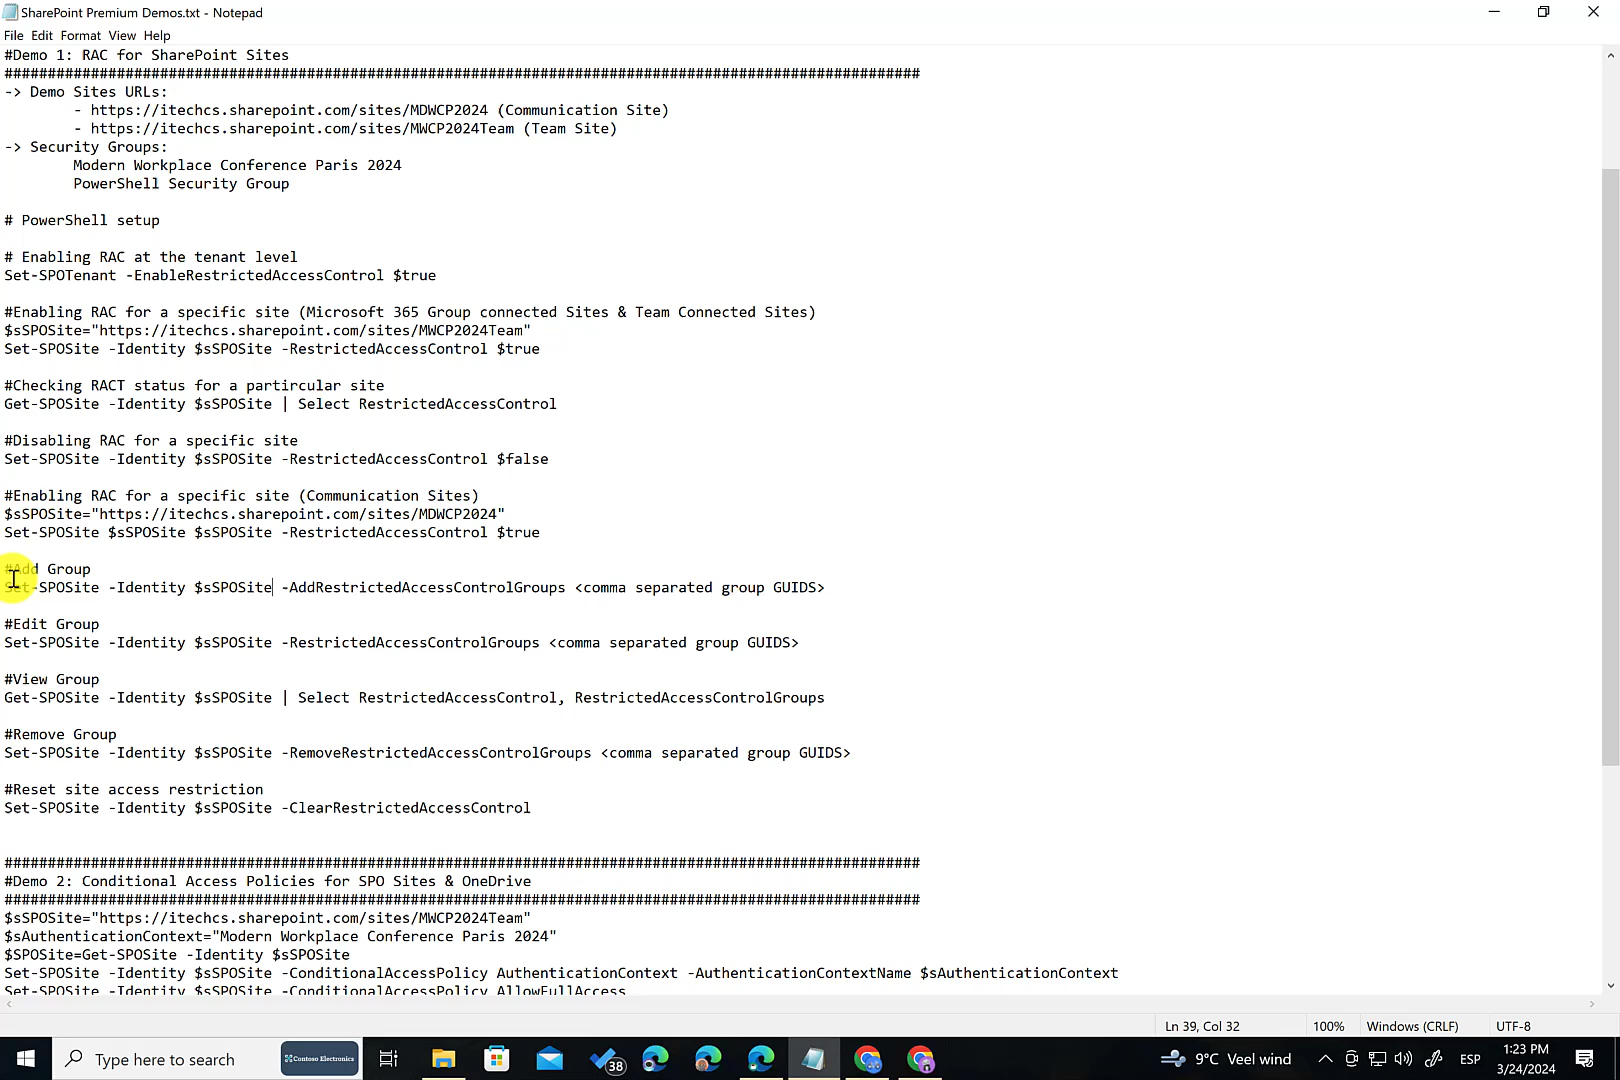 SharePoint Premium Demos.txt - Notepad
File Edit Format View Help
#Demo 1: RAC for SharePoint Sites
##########################################################################################################
-> Demo Sites URLs:
- https://itechcs.sharepoint.com/sites/MDWCP2024 (Communication Site)
- https://itechcs.sharepoint.com/sites/MWCP2024Team (Team Site)
-> Security Groups:
Modern Workplace Conference Paris 2024
PowerShell Security Group
# PowerShell setup
# Enabling RAC at the tenant level
Set-SPOTenant -EnableRestrictedAccessControl $true
#Enabling RAC for a specific site (Microsoft 365 Group connected Sites & Team Connected Sites)
$sSPOSite="https://itechcs.sharepoint.com/sites/MWCP2024Team"
Set-SPOSite -Identity $sSPOSite -RestrictedAccessControl $true
#Checking RACT status for a partircular site
Get-SPOSite -Identity $sSPOSite | Select RestrictedAccessControl
#Disabling RAC for a specific site
Set-SPOSite -Identity $sSPOSite -RestrictedAccessControl $false
#Enabling RAC for a specific site (Communication Sites)
$sSPOSite="https://itechcs.sharepoint.com/sites/MDWCP2024"
Set-SPOSite $sSPOSite $sSPOSite -RestrictedAccessControl $true
#Add Group
Set-SPOSite -Identity $sSPOSite -AddRestrictedAccessControlGroups <comma separated group GUIDS>
#Edit Group
Set-SPOSite -Identity $sSPOSite -RestrictedAccessControlGroups <comma separated group GUIDS>
#View Group
Get-SPOSite -Identity $sSPOSite | Select RestrictedAccessControl, RestrictedAccessControlGroups
#Remove Group
Set-SPOSite -Identity $sSPOSite -RemoveRestrictedAccessControlGroups <comma separated group GUIDS>
#Reset site access restriction
Set-SPOSite -Identity $sSPOSite -ClearRestrictedAccessControl
##########################################################################################################
#Demo 2: Conditional Access Policies for SPO Sites & OneDrive
##########################################################################################################
$sSPOSite="https://itechcs.sharepoint.com/sites/MWCP2024Team"
$sAuthenticationContext="Modern Workplace Conference Paris 2024"
$SPOSite=Get-SPOSite -Identity $sSPOSite
Set-SPOSite -Identity $sSPOSite -ConditionalAccessPolicy AuthenticationContext -AuthenticationContextName $sAuthenticationContext
Set-SPOSite -Identity $sSPOSite -ConditionalAccessPolicy AllowFullAccess
Ln 39, Col 32 100% Windows (CRLF) UTF-8
Type here to search Contoso Electronics 38 9°C Veel wind ESP 1:23 PM
3/24/2024